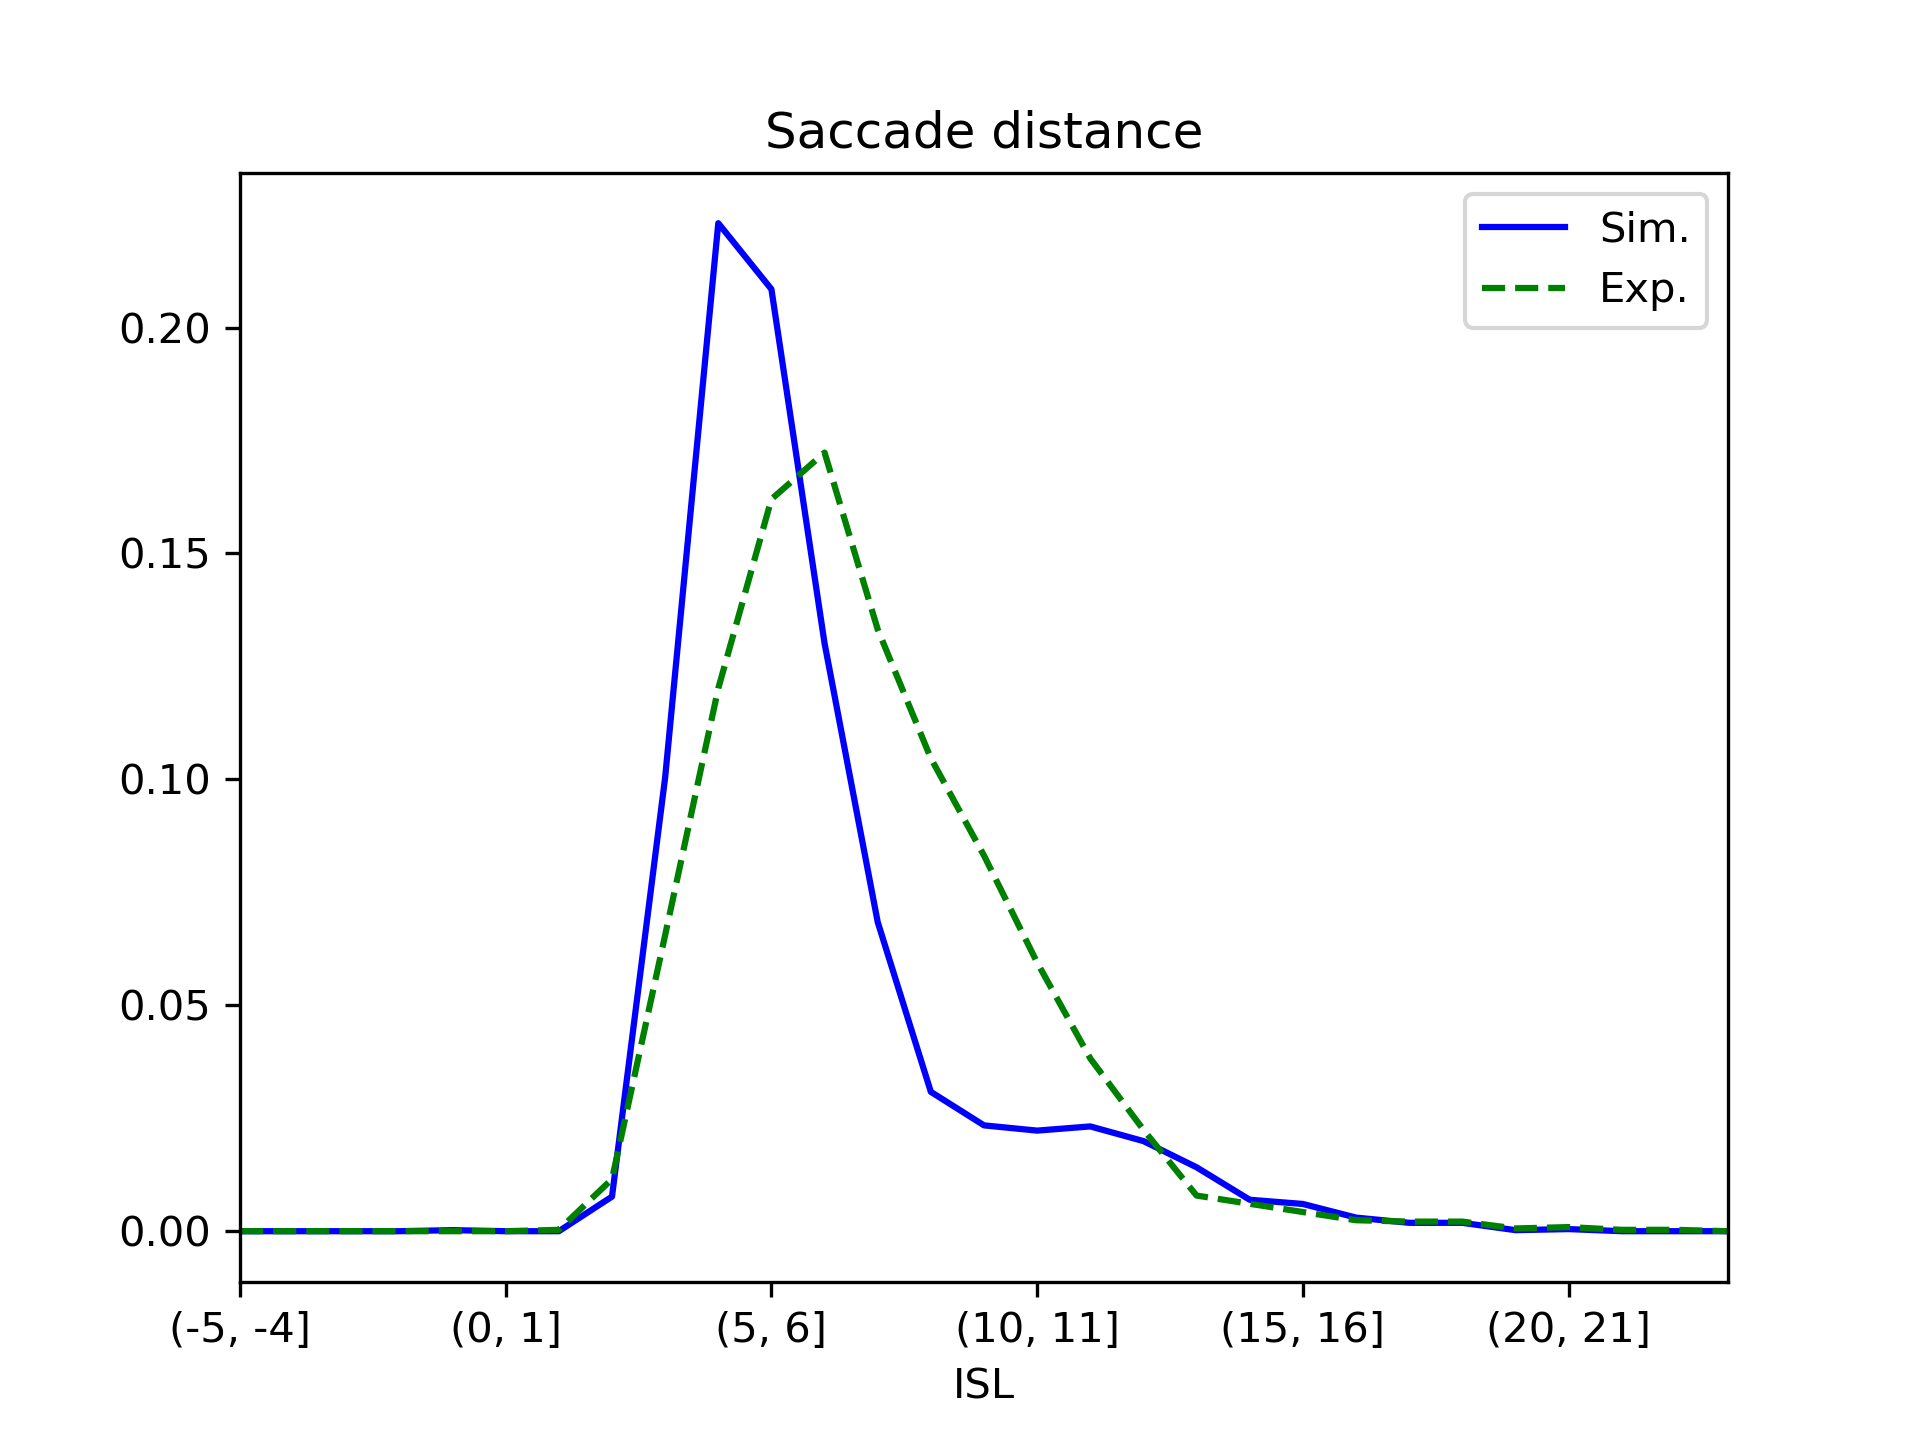 Saccade distance
Sim.
Exp.
0.20
0.15
0.10
0.05
0.00
(-5, -4] (0, 1] (5, 6] (10, 11] (15, 16] (20, 21]
ISL